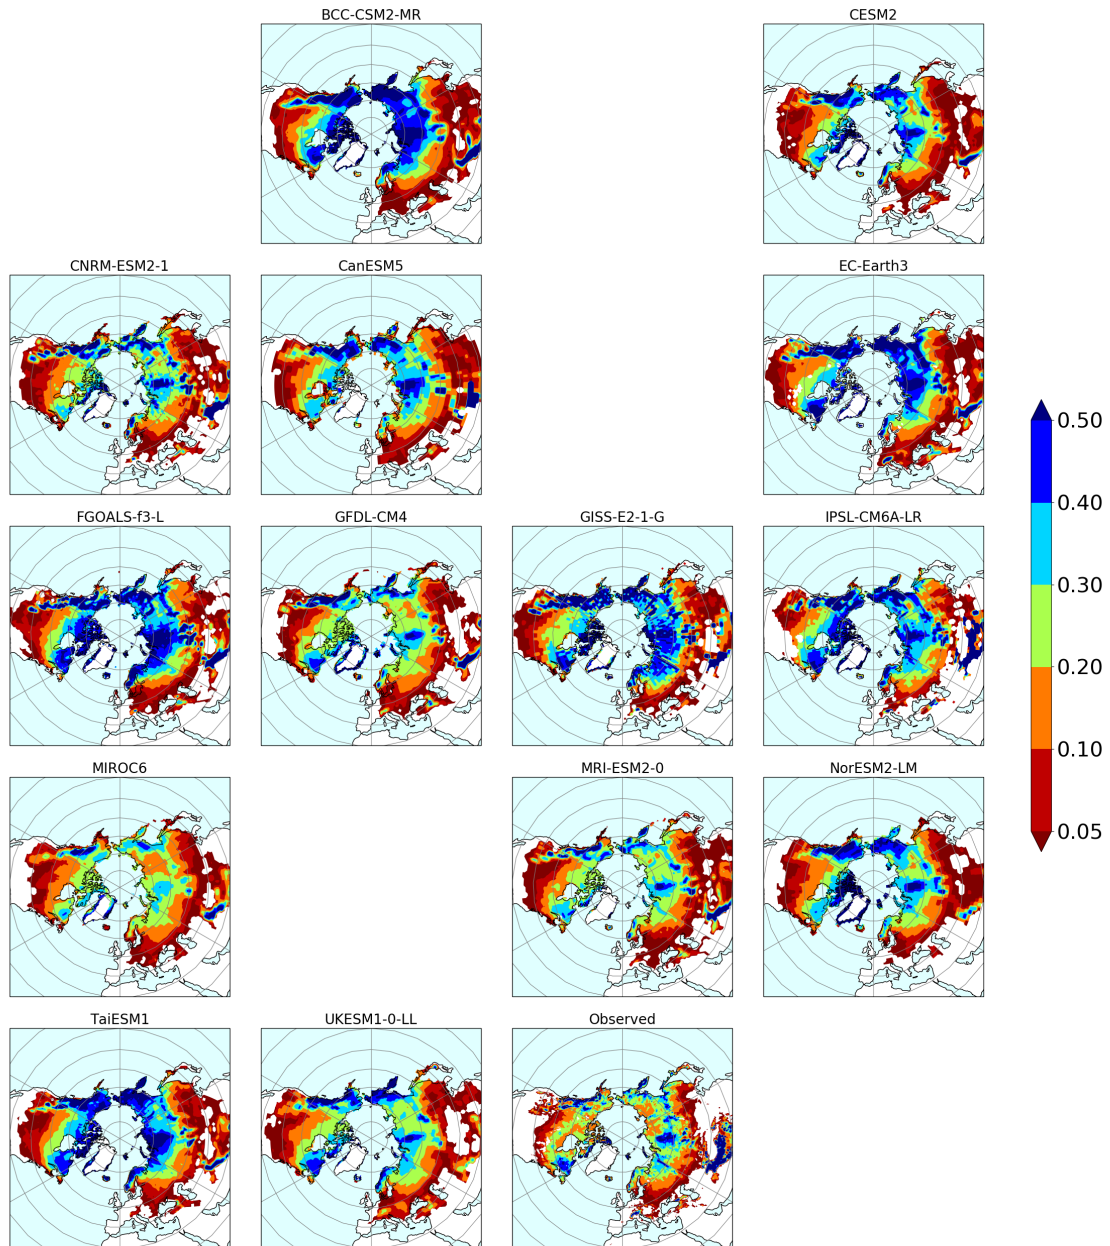 BCC-CSM2-MR
CESM2
CNRM-ESM2-1
CanESM5
EC-Earth3
FGOALS-f3-L
GFDL-CM4
GISS-E2-1-G
IPSL-CM6A-LR
MIROC6
MRI-ESM2-0
NorESM2-LM
TaiESM1
UKESM1-0-LL
Observed
0.50
0.40
0.30
0.20
0.10
0.05